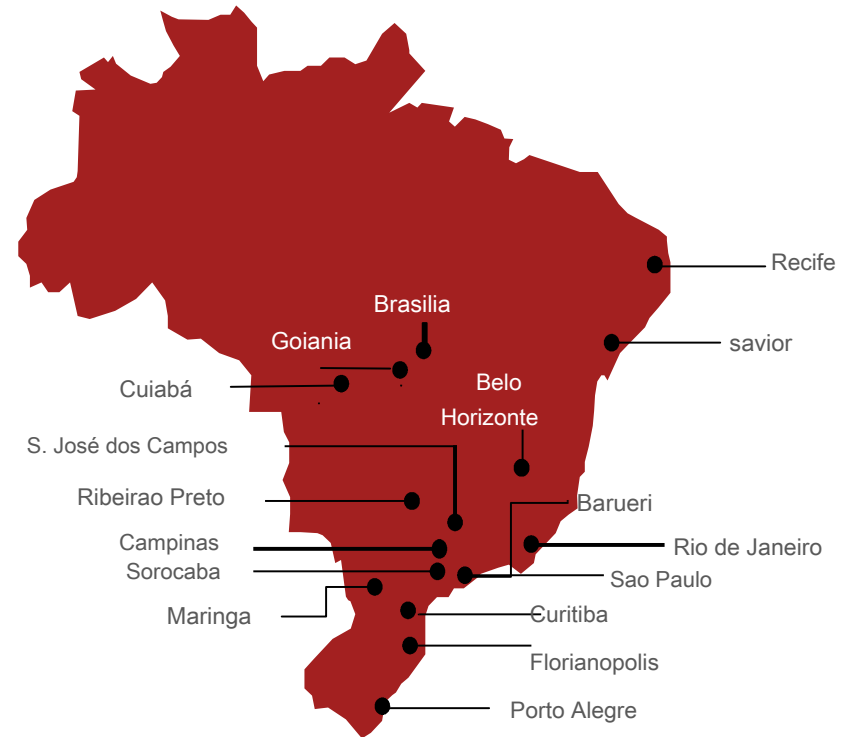 Recife
Brasilia
Goiania
savior
Cuiabá
Belo
Horizonte
S. José dos Campos
Ribeirao Preto
Barueri
Campinas
Rio de Janeiro
Sorocaba
Sao Paulo
Maringa
Curitiba
Florianopolis
Porto Alegre